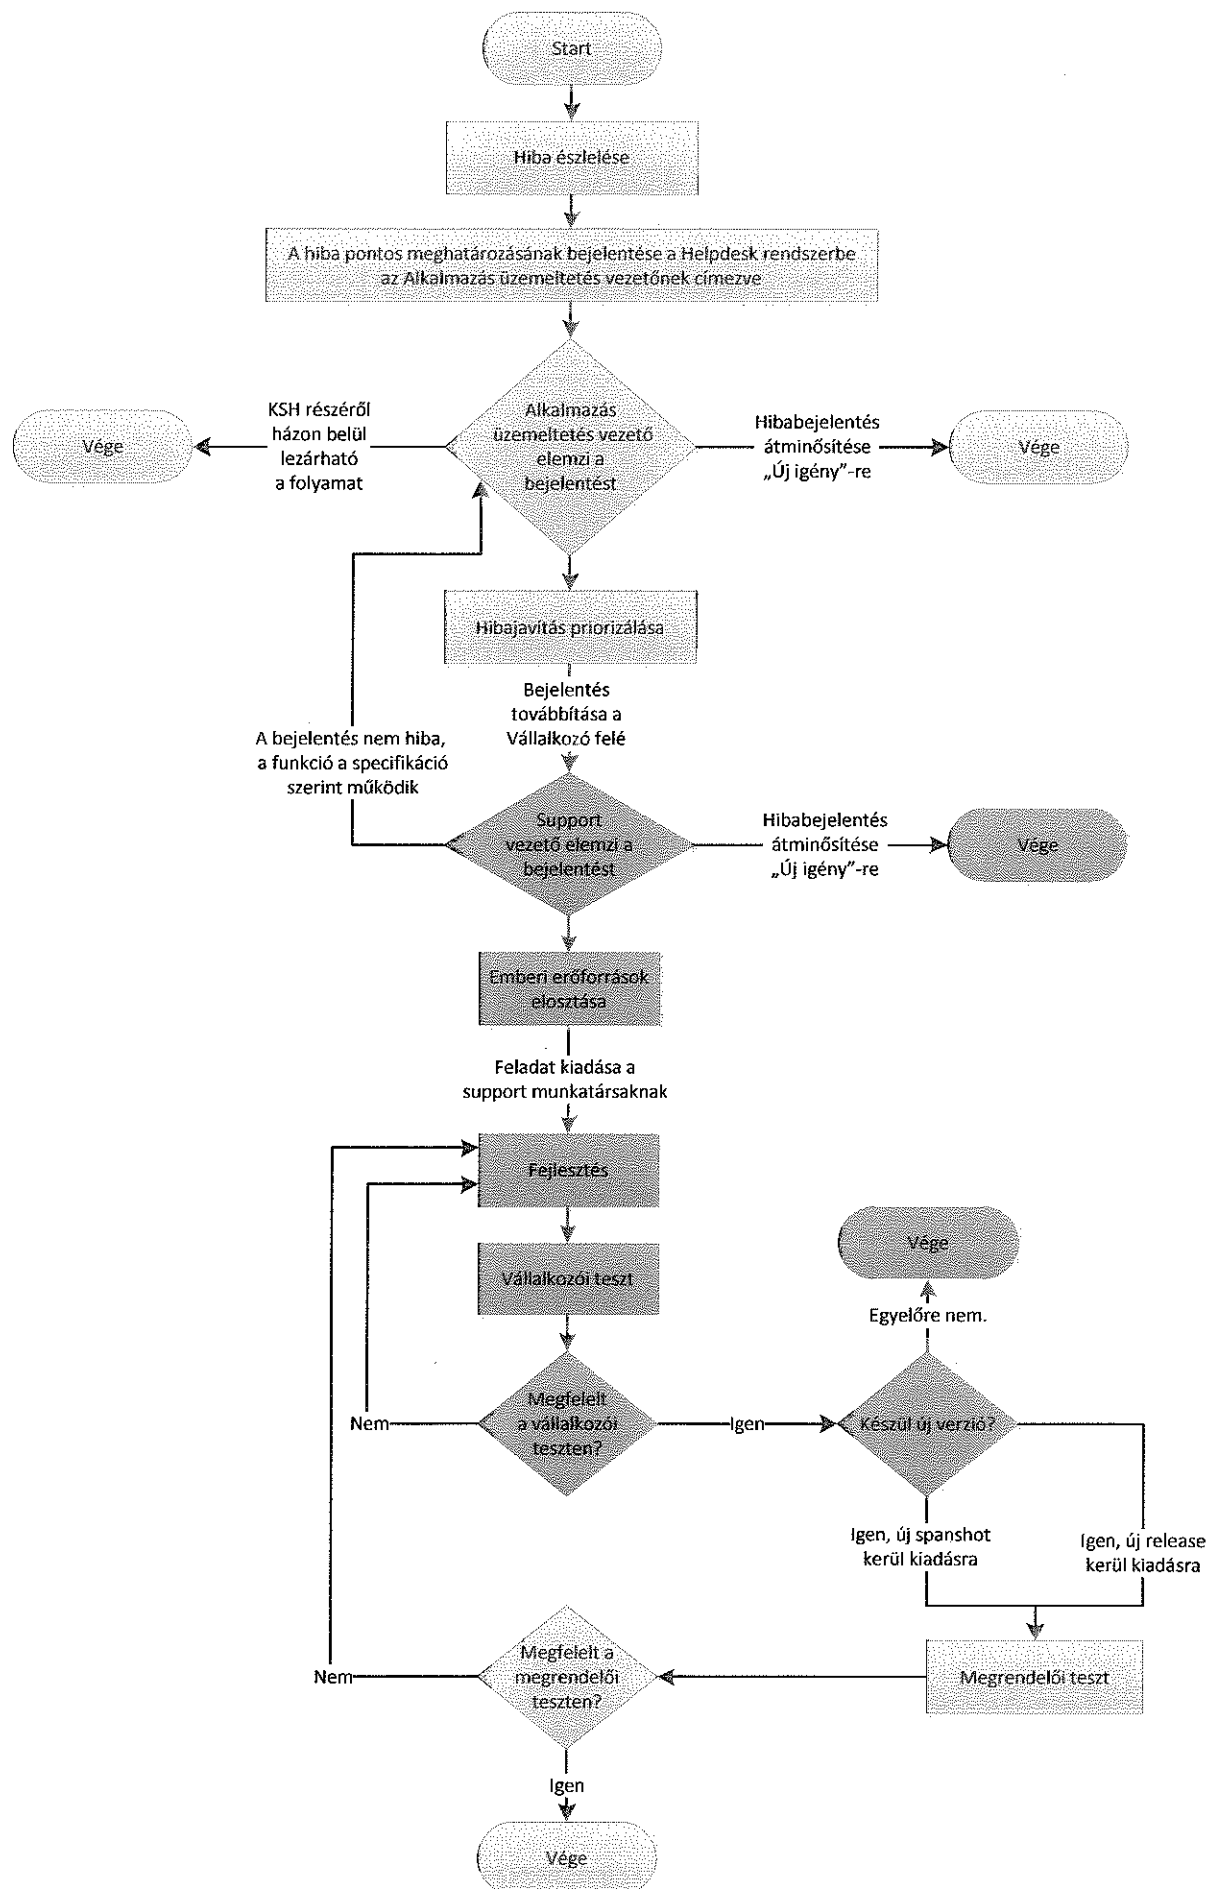 Start
Hiba észlelése
A hiba pontos meghatározásának bejelentése a Helpdesk rendszerbe
az Alkalmazás üzemeltetés vezetőnek címezve
Vége
KSH részéről
házon belül
lezárható
a folyamat
Alkalmazás
üzemeltetés vezető
elemzi a
bejelentést
Hibabejelentés
átminősítése
„Új igény”-re
Vége
Hibajavítás priorizálása
Bejelentés
továbbítása a
Vállalkozó felé
A bejelentés nem hiba,
a funkció a specifikáció
szerint működik
Support
vezető elemzi a
bejelentést
Hibabejelentés
átminősítése
„Új igény”-re
Vége
Emberi erőforrások
elosztása
Feladat kiadása a
support munkatársaknak
Fejlesztés
Vállalkozói teszt
Vége
Egyelőre nem.
Nem
Megfelelt
a vállalkozói
teszten?
Igen
Készül új verzió?
Igen, új spanshot
kerül kiadásra
Igen, új release
kerül kiadásra
Nem
Megfelelt a
megrendelői
teszten?
Megrendelői teszt
Igen
Vége